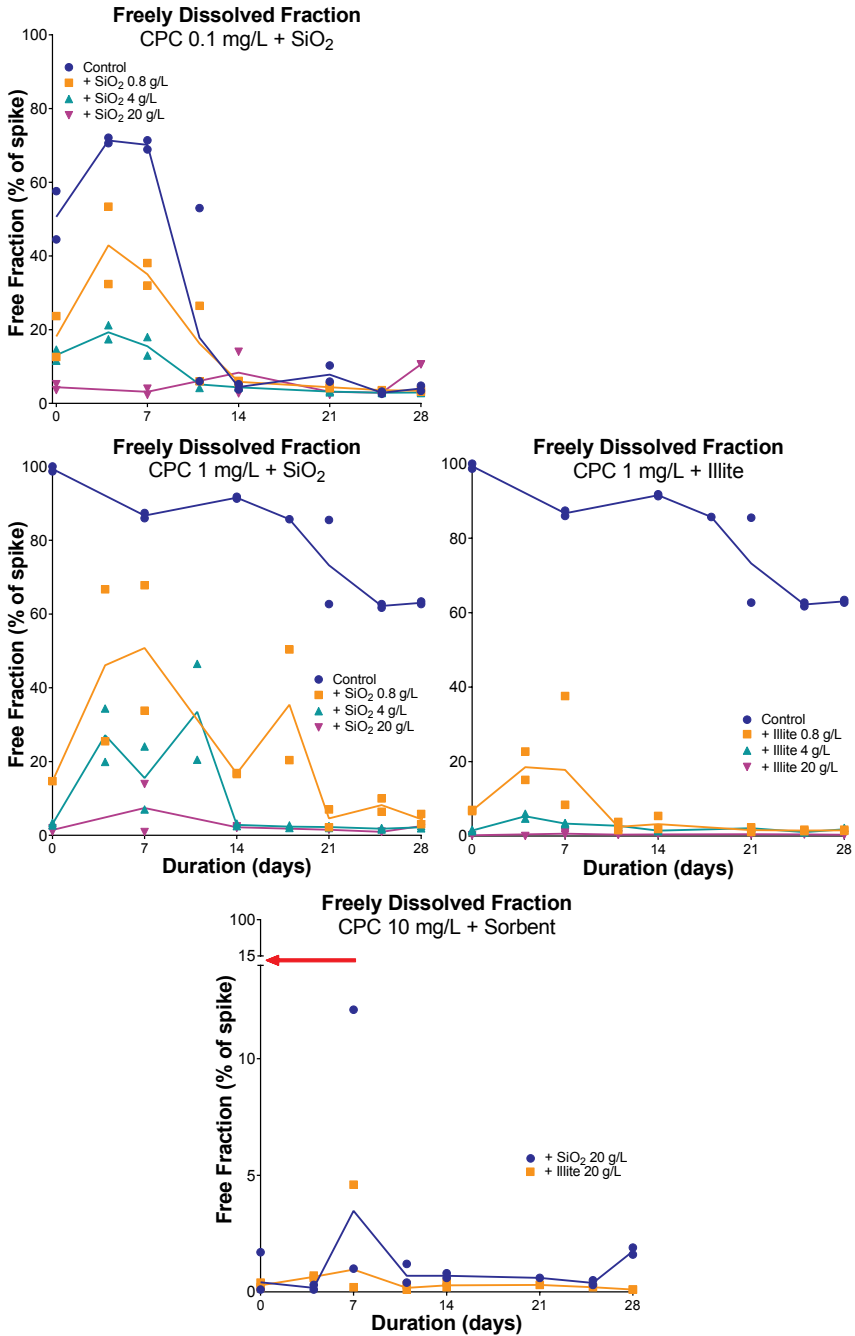 Freely Dissolved Fraction
CPC 0.1 mg/L + SiO₂
Free Fraction (% of spike)
100
80
60
40
20
0
Control
+ SiO₂ 0.8 g/L
+ SiO₂ 4 g/L
+ SiO₂ 20 g/L
0 7 14 21 28
Freely Dissolved Fraction
CPC 1 mg/L + SiO₂
Free Fraction (% of spike)
100
80
60
40
20
0
Control
+ SiO₂ 0.8 g/L
+ SiO₂ 4 g/L
+ SiO₂ 20 g/L
0 7 14 21 28
Duration (days)
Freely Dissolved Fraction
CPC 1 mg/L + Illite
100
80
60
40
20
0
Control
+ Illite 0.8 g/L
+ Illite 4 g/L
+ Illite 20 g/L
0 7 14 21 28
Duration (days)
Freely Dissolved Fraction
CPC 10 mg/L + Sorbent
Free Fraction (% of spike)
100
15
10
5
0
+ SiO₂ 20 g/L
+ Illite 20 g/L
0 7 14 21 28
Duration (days)